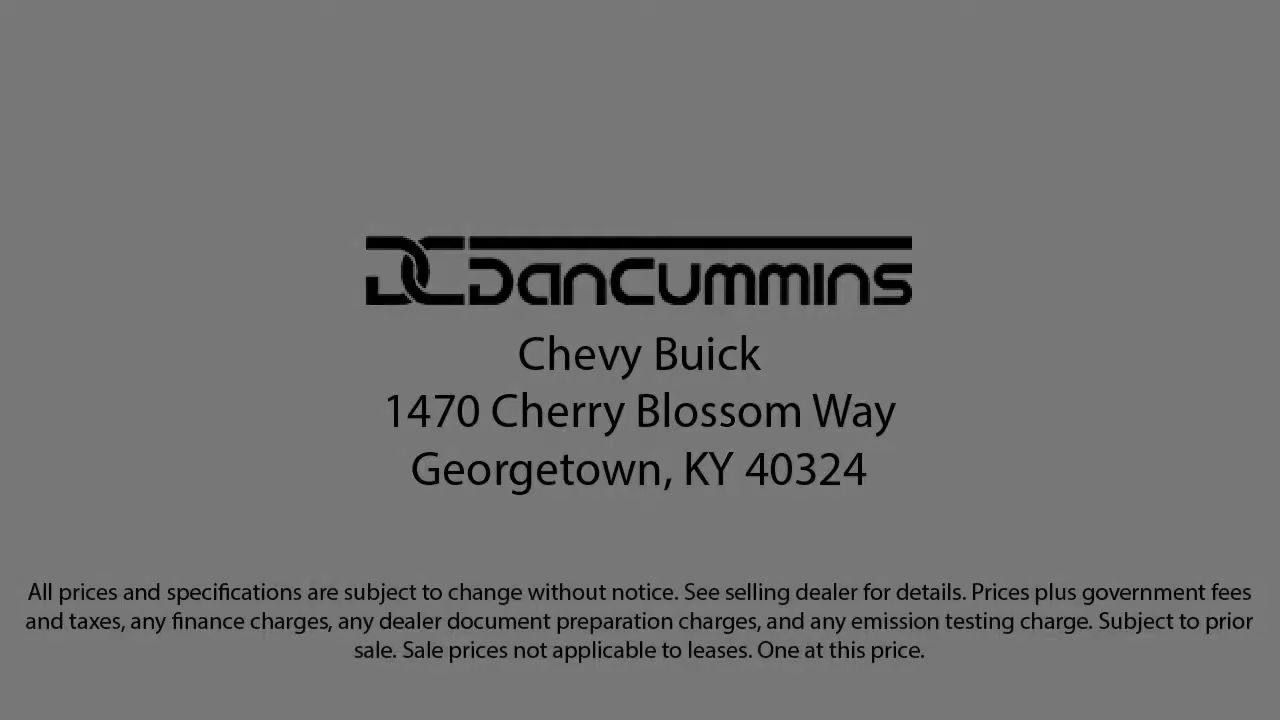 DC DanCummins
Chevy Buick
1470 Cherry Blossom Way
Georgetown, KY 40324
All prices and specifications are subject to change without notice. See selling dealer for details. Prices plus government fees
and taxes, any finance charges, any dealer document preparation charges, and any emission testing charge. Subject to prior
sale. Sale prices not applicable to leases. One at this price.